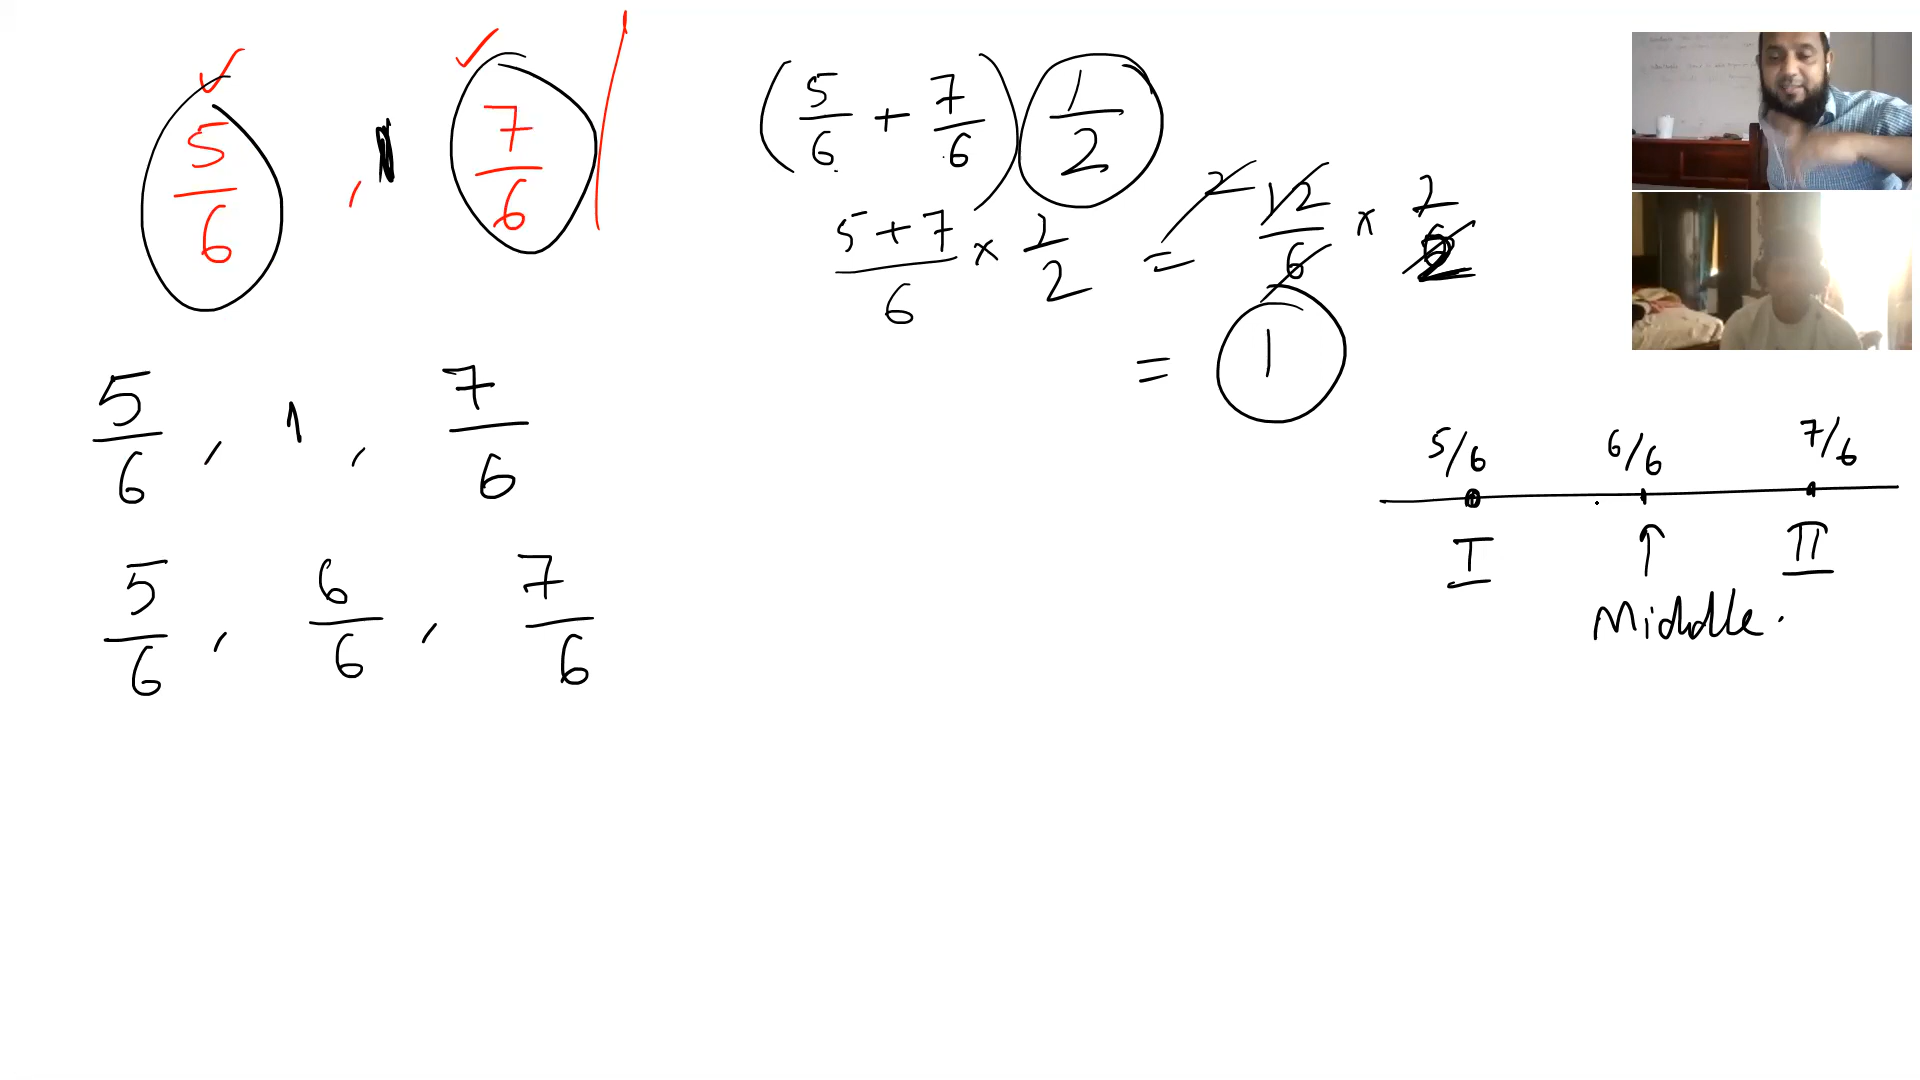 5/6 , 1 7/6
(5/6 + 7/6) 1/2
(5+7)/6 × 1/2 = 2 12/6 × 1/2
= 1
5/6 , 1 , 7/6
5/6 , 6/6 , 7/6
5/6 6/6 7/6
I ↑ II
Middle.